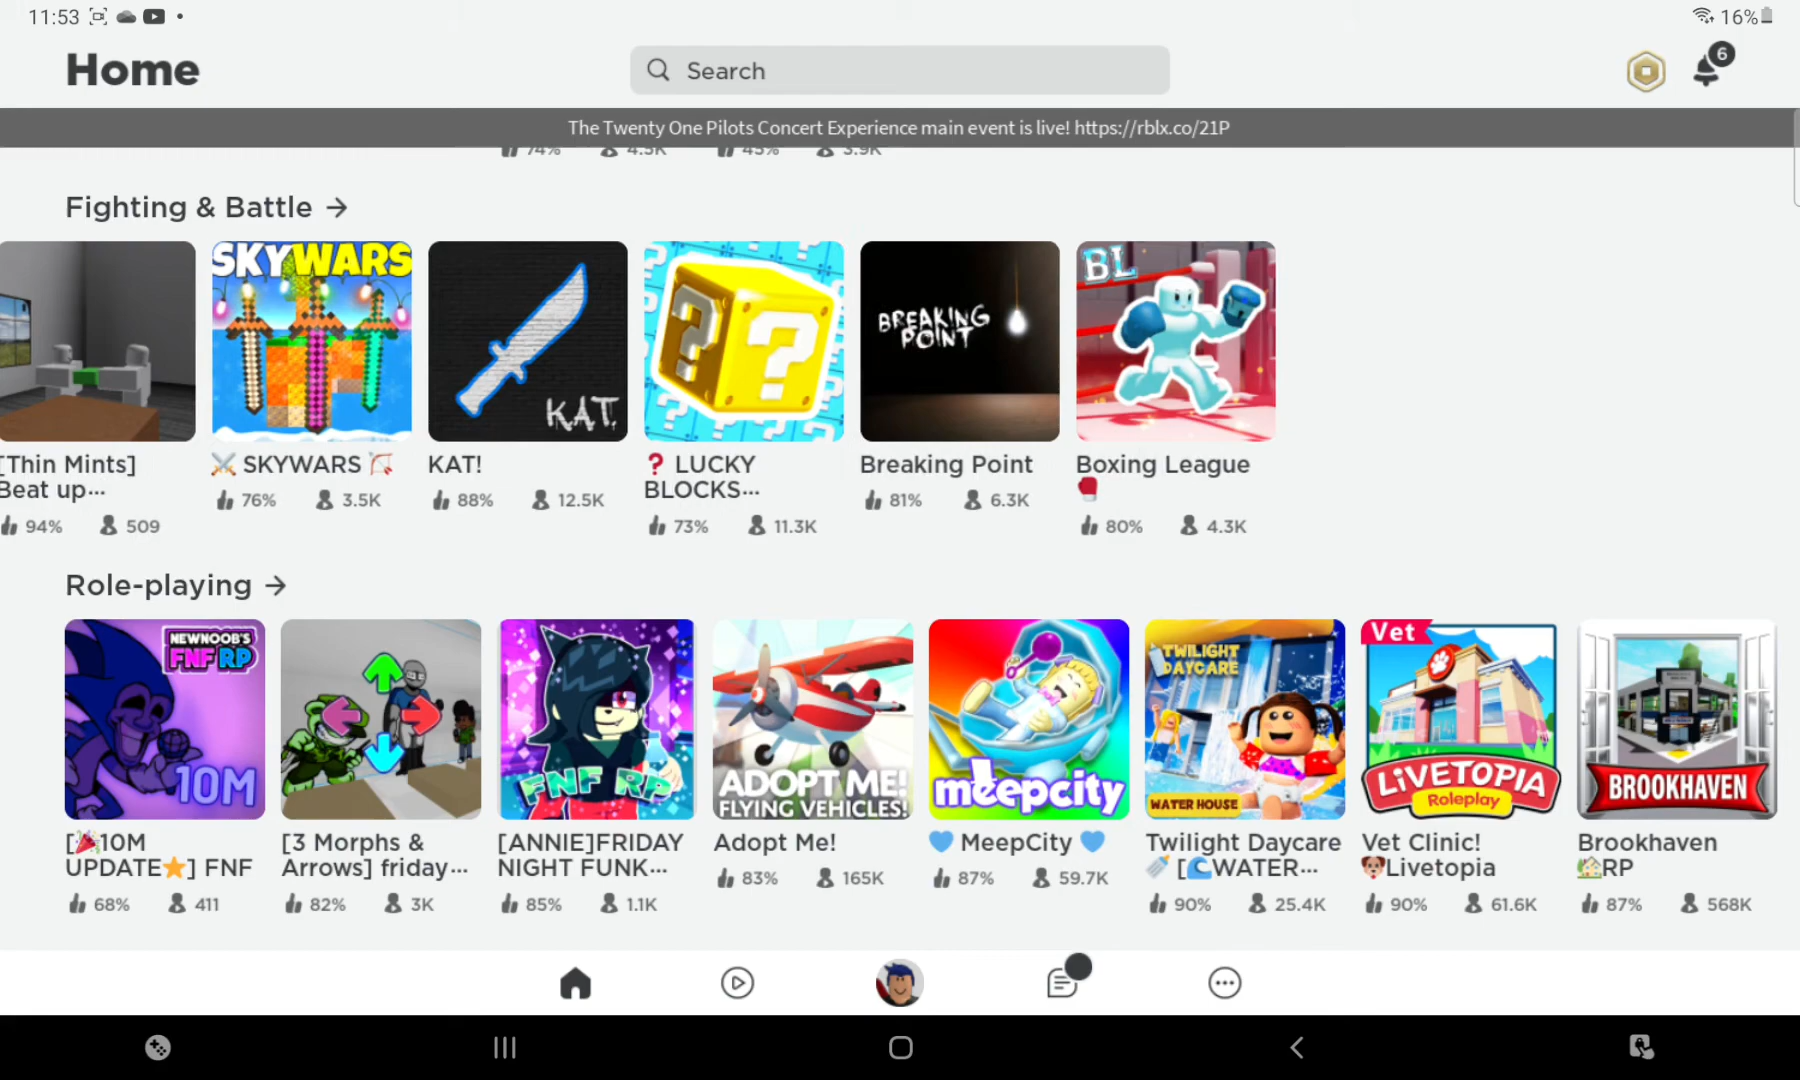 11:53
16%
Home
Search
6
The Twenty One Pilots Concert Experience main event is live! https://rblx.co/21P
74% 4.5K 45% 3.9K
Fighting & Battle →
SKYWARS
KAT.
BREAKING POINT
BL
[Thin Mints] Beat up...
94% 509
⚔️ SKYWARS 🏹
76% 3.5K
KAT!
88% 12.5K
❓ LUCKY BLOCKS...
73% 11.3K
Breaking Point
81% 6.3K
Boxing League 🥊
80% 4.3K
Role-playing →
NEWNOOB'S
FNF RP
10M
FNF RP
ADOPT ME!
FLYING VEHICLES!
meepcity
TWILIGHT
DAYCARE
WATER HOUSE
Vet
LIVETOPIA
Roleplay
BROOKHAVEN
[🎉10M
UPDATE⭐] FNF
68% 411
[3 Morphs &
Arrows] friday...
82% 3K
[ANNIE]FRIDAY
NIGHT FUNK...
85% 1.1K
Adopt Me!
83% 165K
💙 MeepCity 💙
87% 59.7K
Twilight Daycare
🍼[🌊WATER...
90% 25.4K
Vet Clinic!
🐶Livetopia
90% 61.6K
Brookhaven
🏡RP
87% 568K